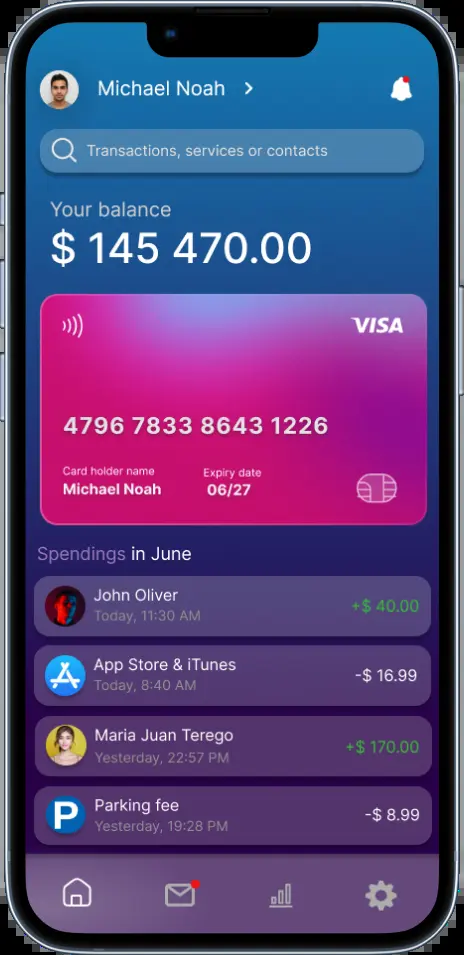 Michael Noah
Transactions, services or contacts
Your balance
$ 145 470.00
VISA
4796 7833 8643 1226
Card holder name
Michael Noah
Expiry date
06/27
Spendings in June
John Oliver
Today, 11:30 AM
+$ 40.00
App Store & iTunes
Today, 8:40 AM
-$ 16.99
Maria Juan Terego
Yesterday, 22:57 PM
+$ 170.00
P
Parking fee
Yesterday, 19:28 PM
-$ 8.99